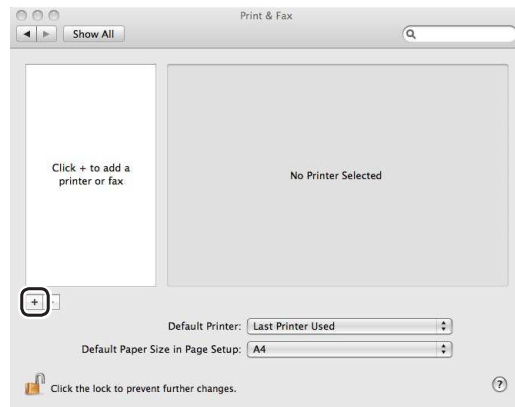 Print & Fax
Show All
Click + to add a
printer or fax
No Printer Selected
+
Default Printer: Last Printer Used
Default Paper Size in Page Setup: A4
Click the lock to prevent further changes.
?